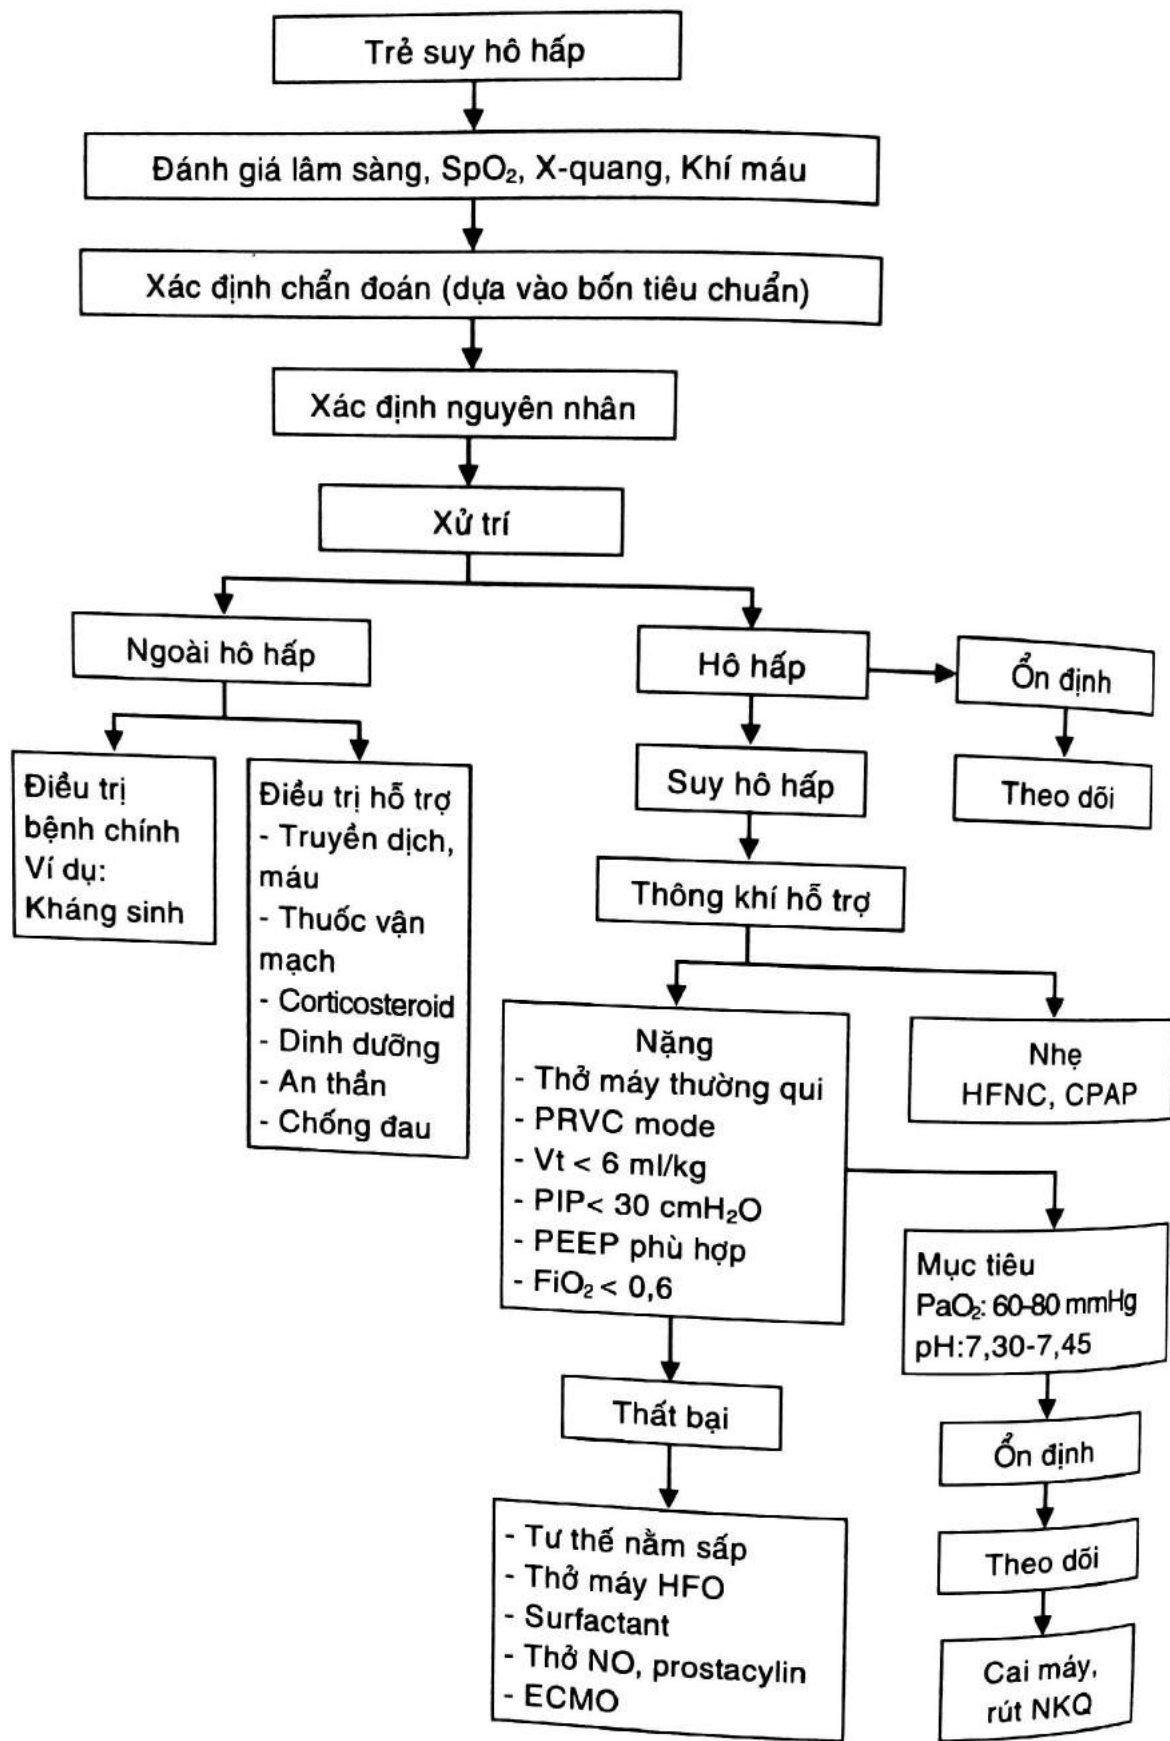 Trẻ suy hô hấp
Đánh giá lâm sàng, SpO₂, X-quang, Khí máu
Xác định chẩn đoán (dựa vào bốn tiêu chuẩn)
Xác định nguyên nhân
Xử trí
Ngoài hô hấp
Hô hấp
Ổn định
Theo dõi
Suy hô hấp
Thông khí hỗ trợ
Điều trị
bệnh chính
Ví dụ:
Kháng sinh
Điều trị hỗ trợ
- Truyền dịch,
máu
- Thuốc vận
mạch
- Corticosteroid
- Dinh dưỡng
- An thần
- Chống đau
Nặng
- Thở máy thường qui
- PRVC mode
- Vt < 6 ml/kg
- PIP< 30 cmH₂O
- PEEP phù hợp
- FiO₂ < 0,6
Nhẹ
HFNC, CPAP
Mục tiêu
PaO₂: 60-80 mmHg
pH:7,30-7,45
Thất bại
- Tư thế nằm sấp
- Thở máy HFO
- Surfactant
- Thở NO, prostacylin
- ECMO
Ổn định
Theo dõi
Cai máy,
rút NKQ